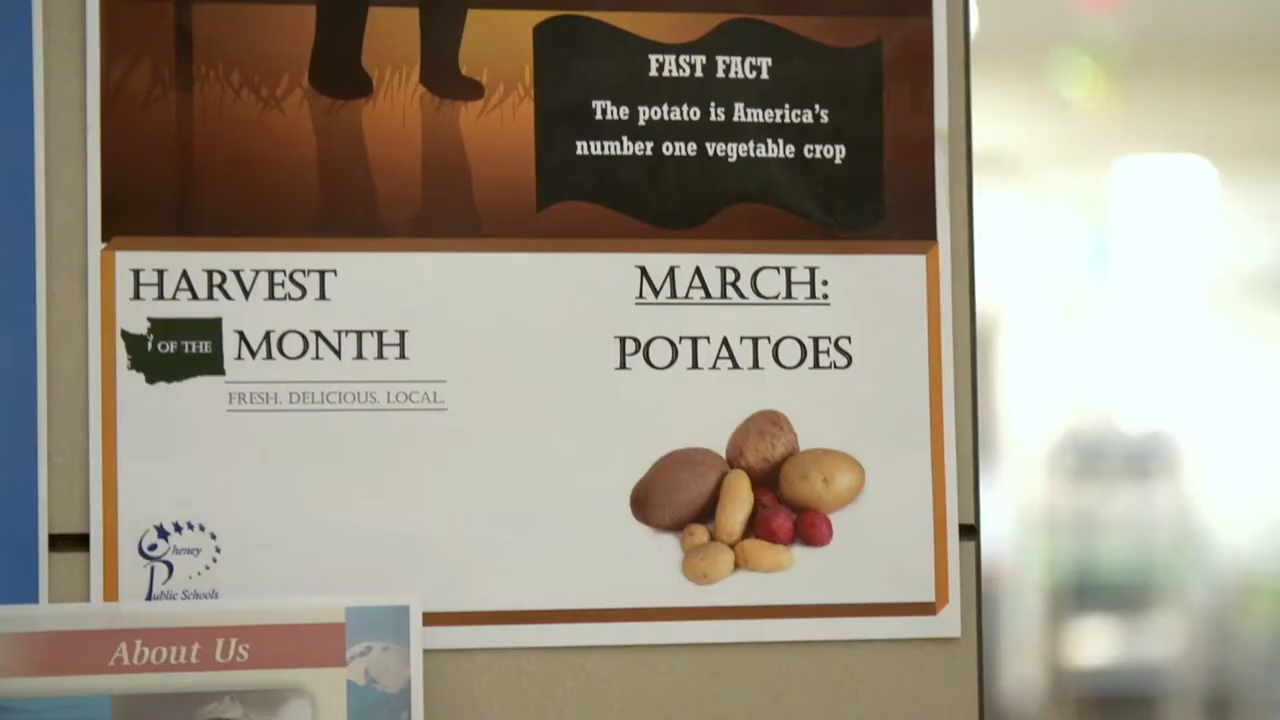 FAST FACT
The potato is America's
number one vegetable crop
HARVEST
OF THE MONTH
FRESH. DELICIOUS. LOCAL.
MARCH:
POTATOES
Cheney
Public Schools
About Us